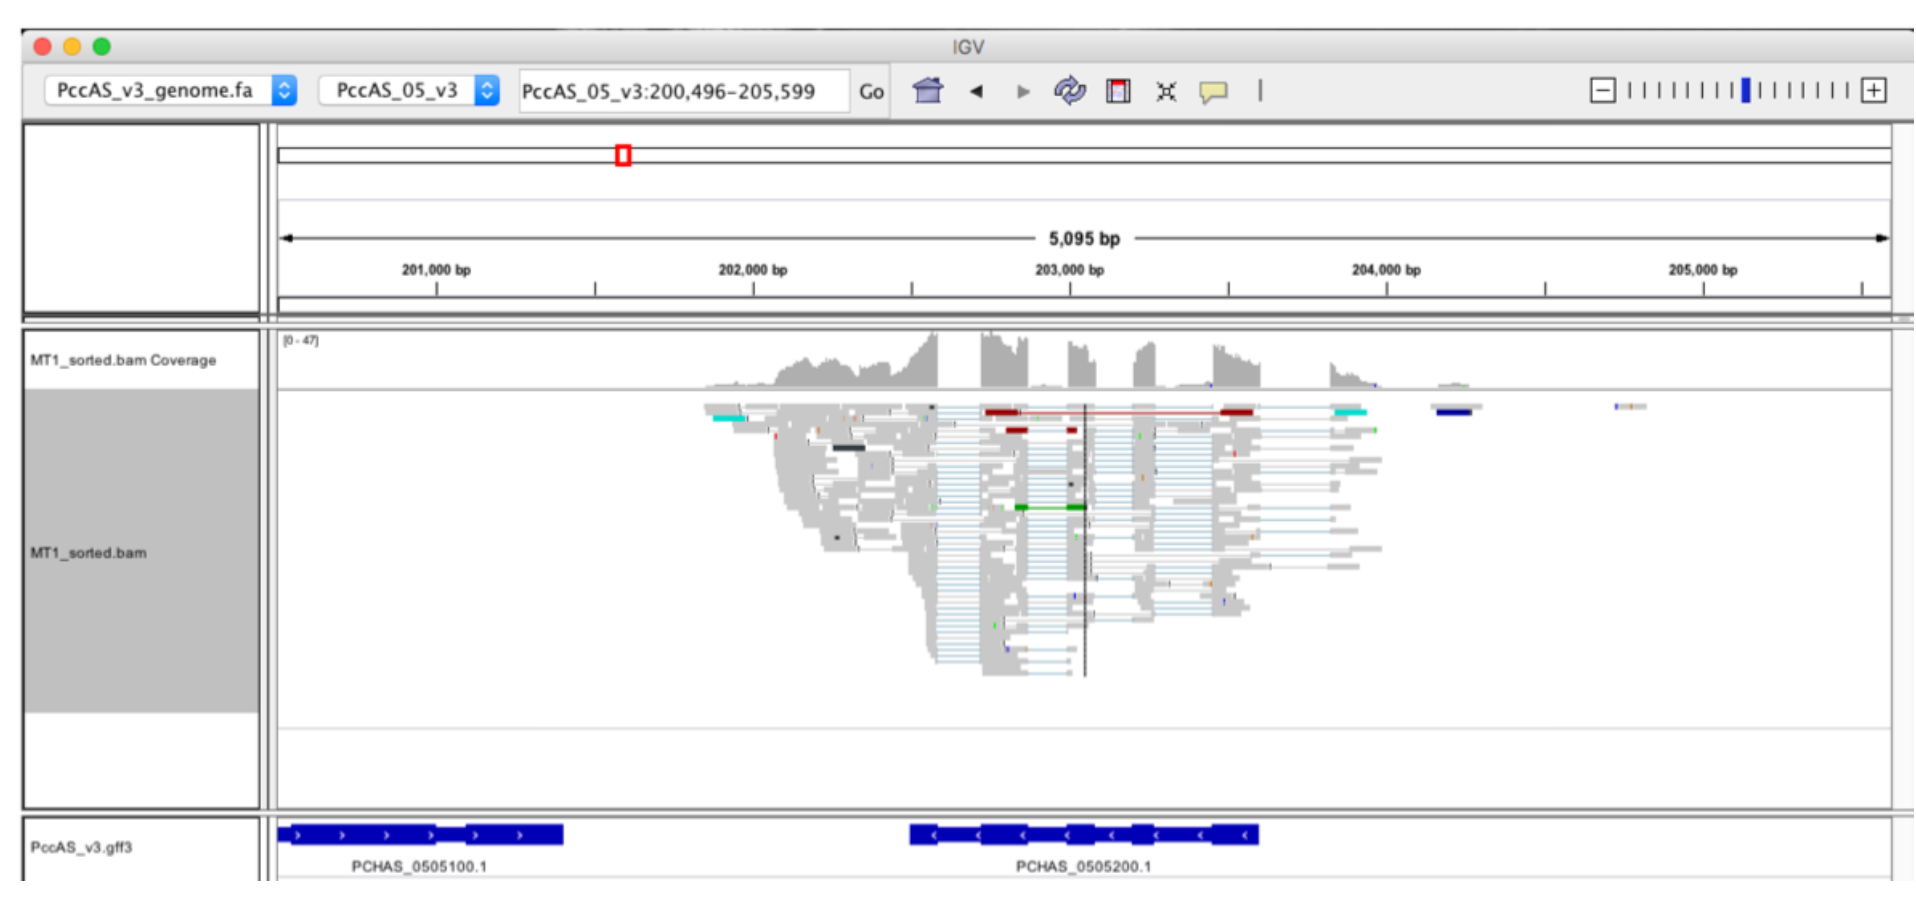 IGV
PccAS_v3_genome.fa PccAS_05_v3 PccAS_05_v3:200,496-205,599 Go
5,095 bp
201,000 bp 202,000 bp 203,000 bp 204,000 bp 205,000 bp
[0 - 47]
MT1_sorted.bam Coverage
MT1_sorted.bam
PccAS_v3.gff3
PCHAS_0505100.1 PCHAS_0505200.1